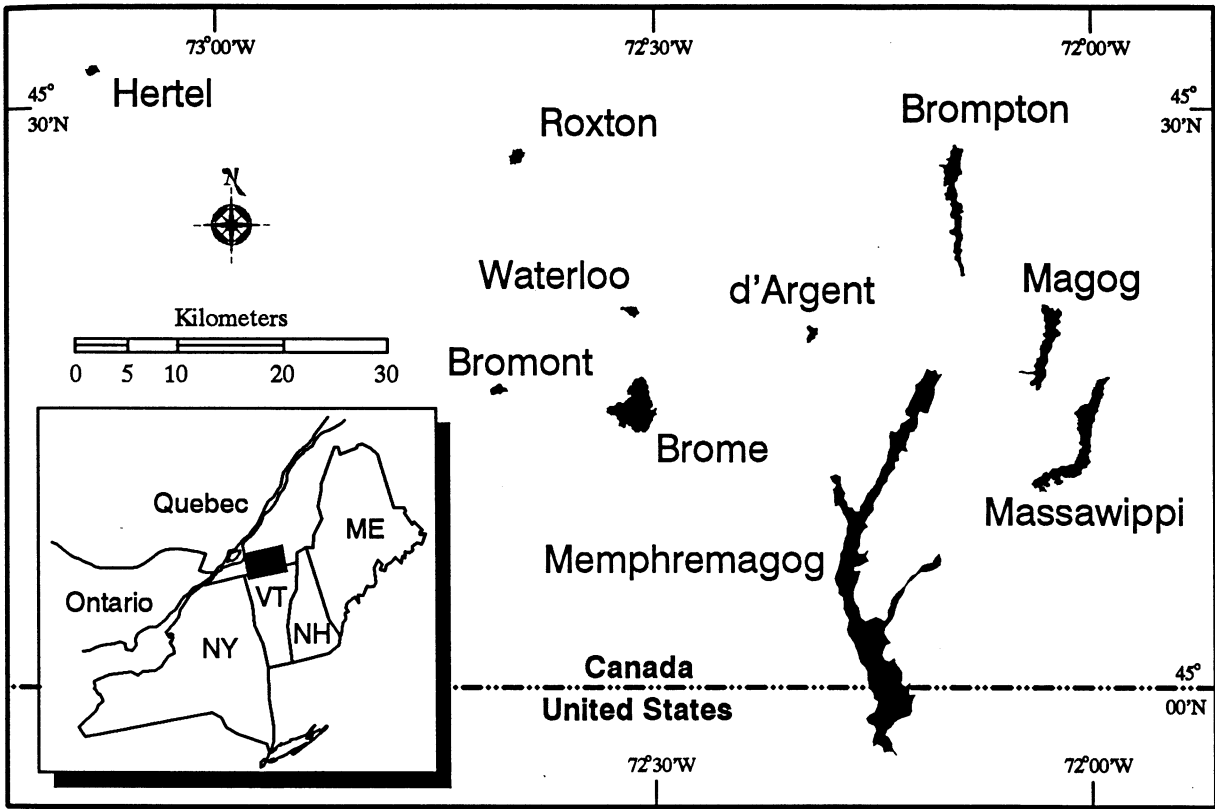 73°00'W
72°30'W
72°00'W
Hertel
45°
30'N
Roxton
Brompton
45°
30'N
N
Waterloo
d'Argent
Magog
Kilometers
0 5 10 20 30
Bromont
Brome
Massawippi
Memphremagog
Quebec
ME
Ontario
VT
NY
NH
Canada
United States
45°
00'N
72°30'W
72°00'W